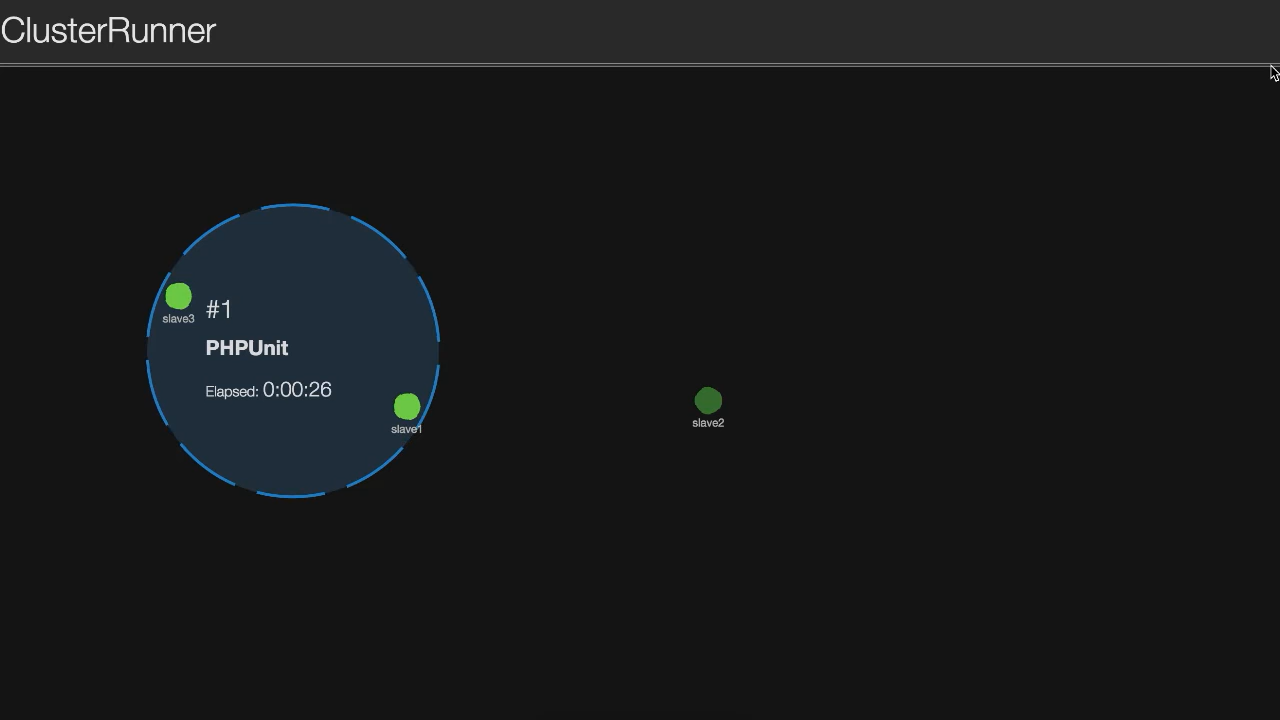 ClusterRunner
#1
slave3
PHPUnit
Elapsed: 0:00:26
slave1
slave2